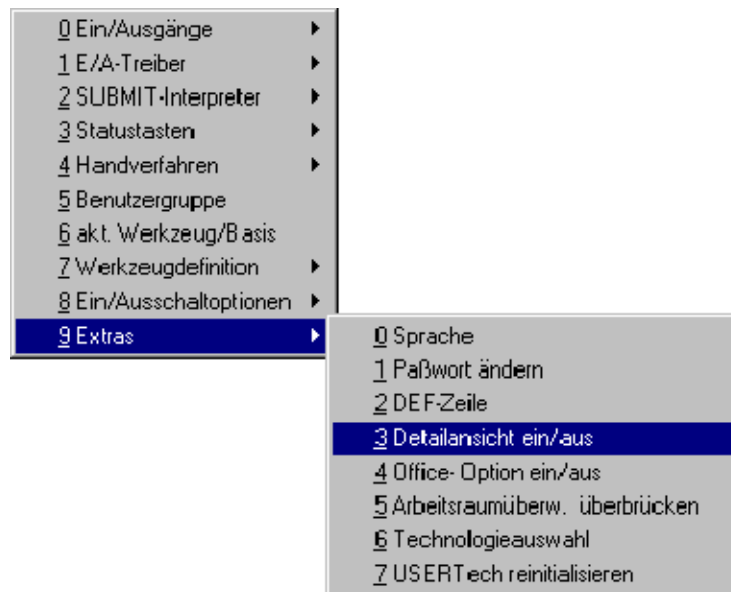 0 Ein/Ausgänge
1 E/A-Treiber
2 SUBMIT-Interpreter
3 Statustasten
4 Handverfahren
5 Benutzergruppe
6 akt. Werkzeug/Basis
7 Werkzeugdefinition
8 Ein/Ausschaltoptionen
9 Extras
0 Sprache
1 Paßwort ändern
2 DEF-Zeile
3 Detailansicht ein/aus
4 Office- Option ein/aus
5 Arbeitsraumüberw. überbrücken
6 Technologieauswahl
7 USERTech reinitialisieren